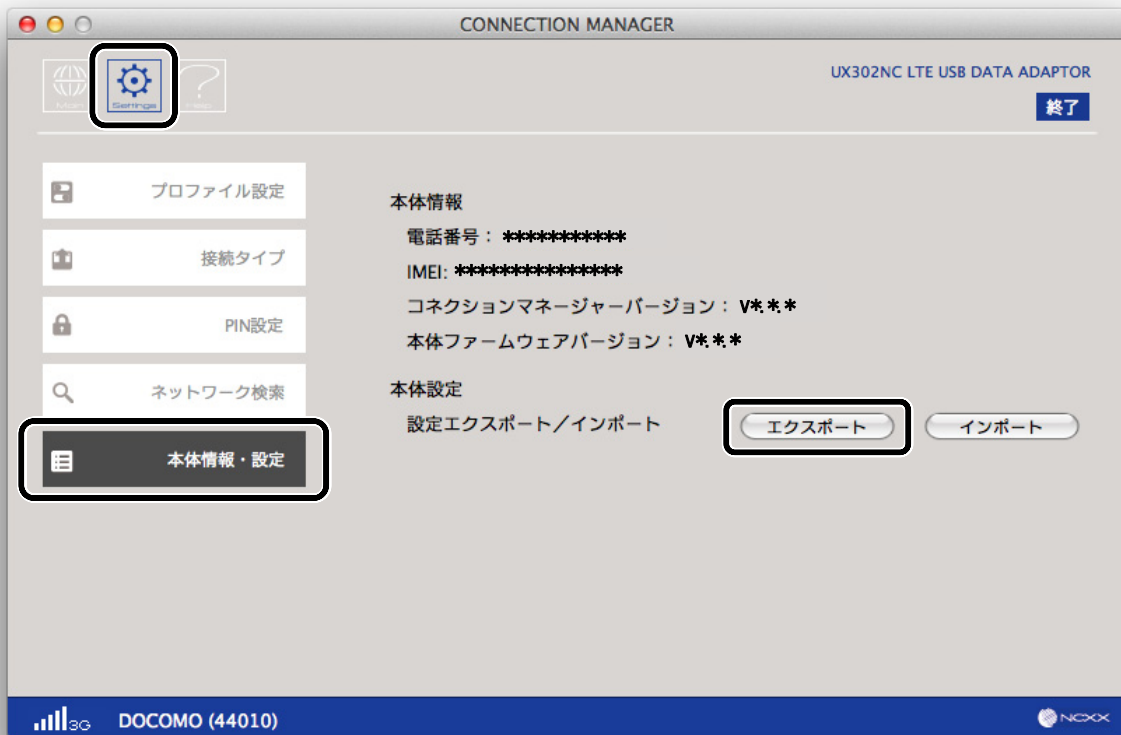 CONNECTION MANAGER
Main
Settings
Help
UX302NC LTE USB DATA ADAPTOR
終了
プロファイル設定
接続タイプ
PIN設定
ネットワーク検索
本体情報・設定
本体情報
電話番号： ***********
IMEI: ***************
コネクションマネージャーバージョン： V*.*.*
本体ファームウェアバージョン： V*.*.*
本体設定
設定エクスポート／インポート
エクスポート
インポート
3G DOCOMO (44010)
NCXX